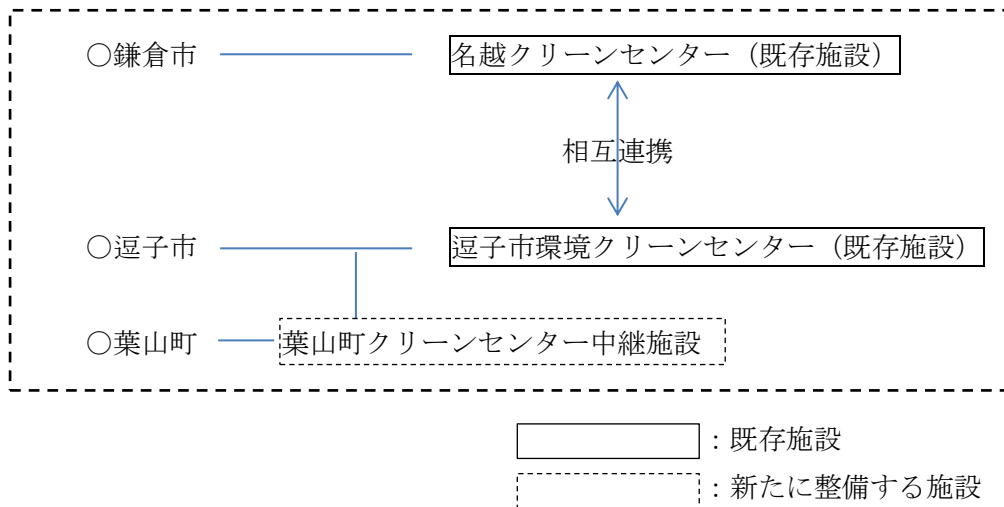 ○鎌倉市 名越クリーンセンター（既存施設）
相互連携
○逗子市 逗子市環境クリーンセンター（既存施設）
○葉山町 葉山町クリーンセンター中継施設
：既存施設
：新たに整備する施設